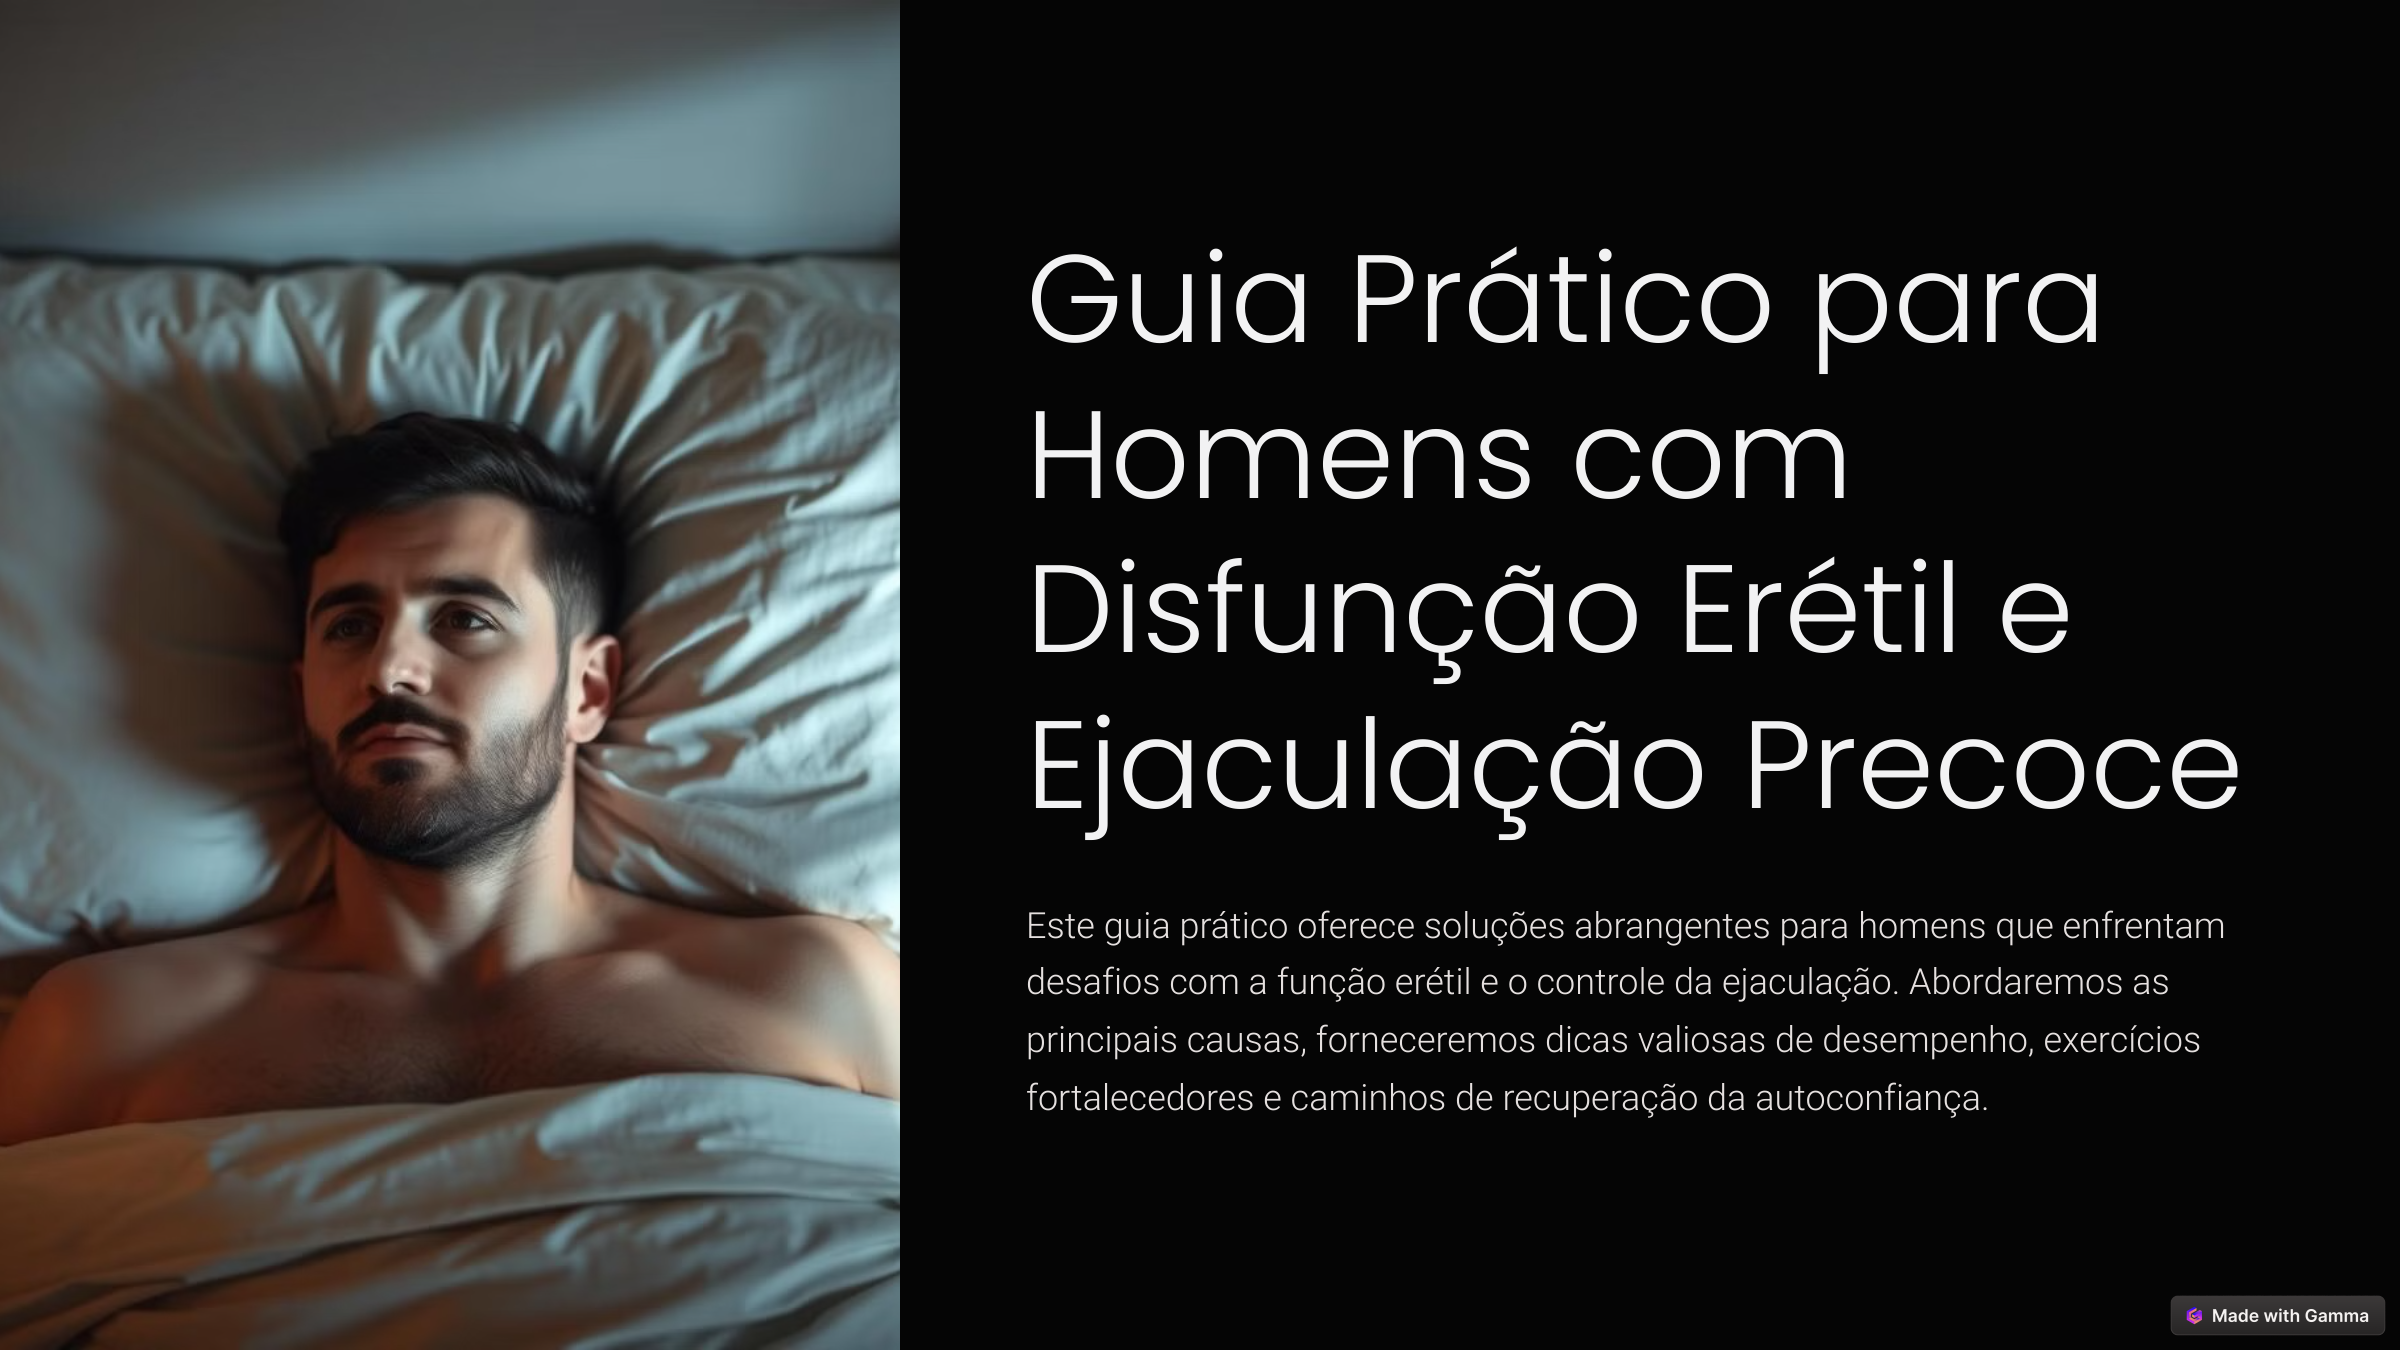 Guia Prático para
Homens com
Disfunção Erétil e
Ejaculação Precoce
Este guia prático oferece soluções abrangentes para homens que enfrentam
desafios com a função erétil e o controle da ejaculação. Abordaremos as
principais causas, forneceremos dicas valiosas de desempenho, exercícios
fortalecedores e caminhos de recuperação da autoconfiança.
Made with Gamma